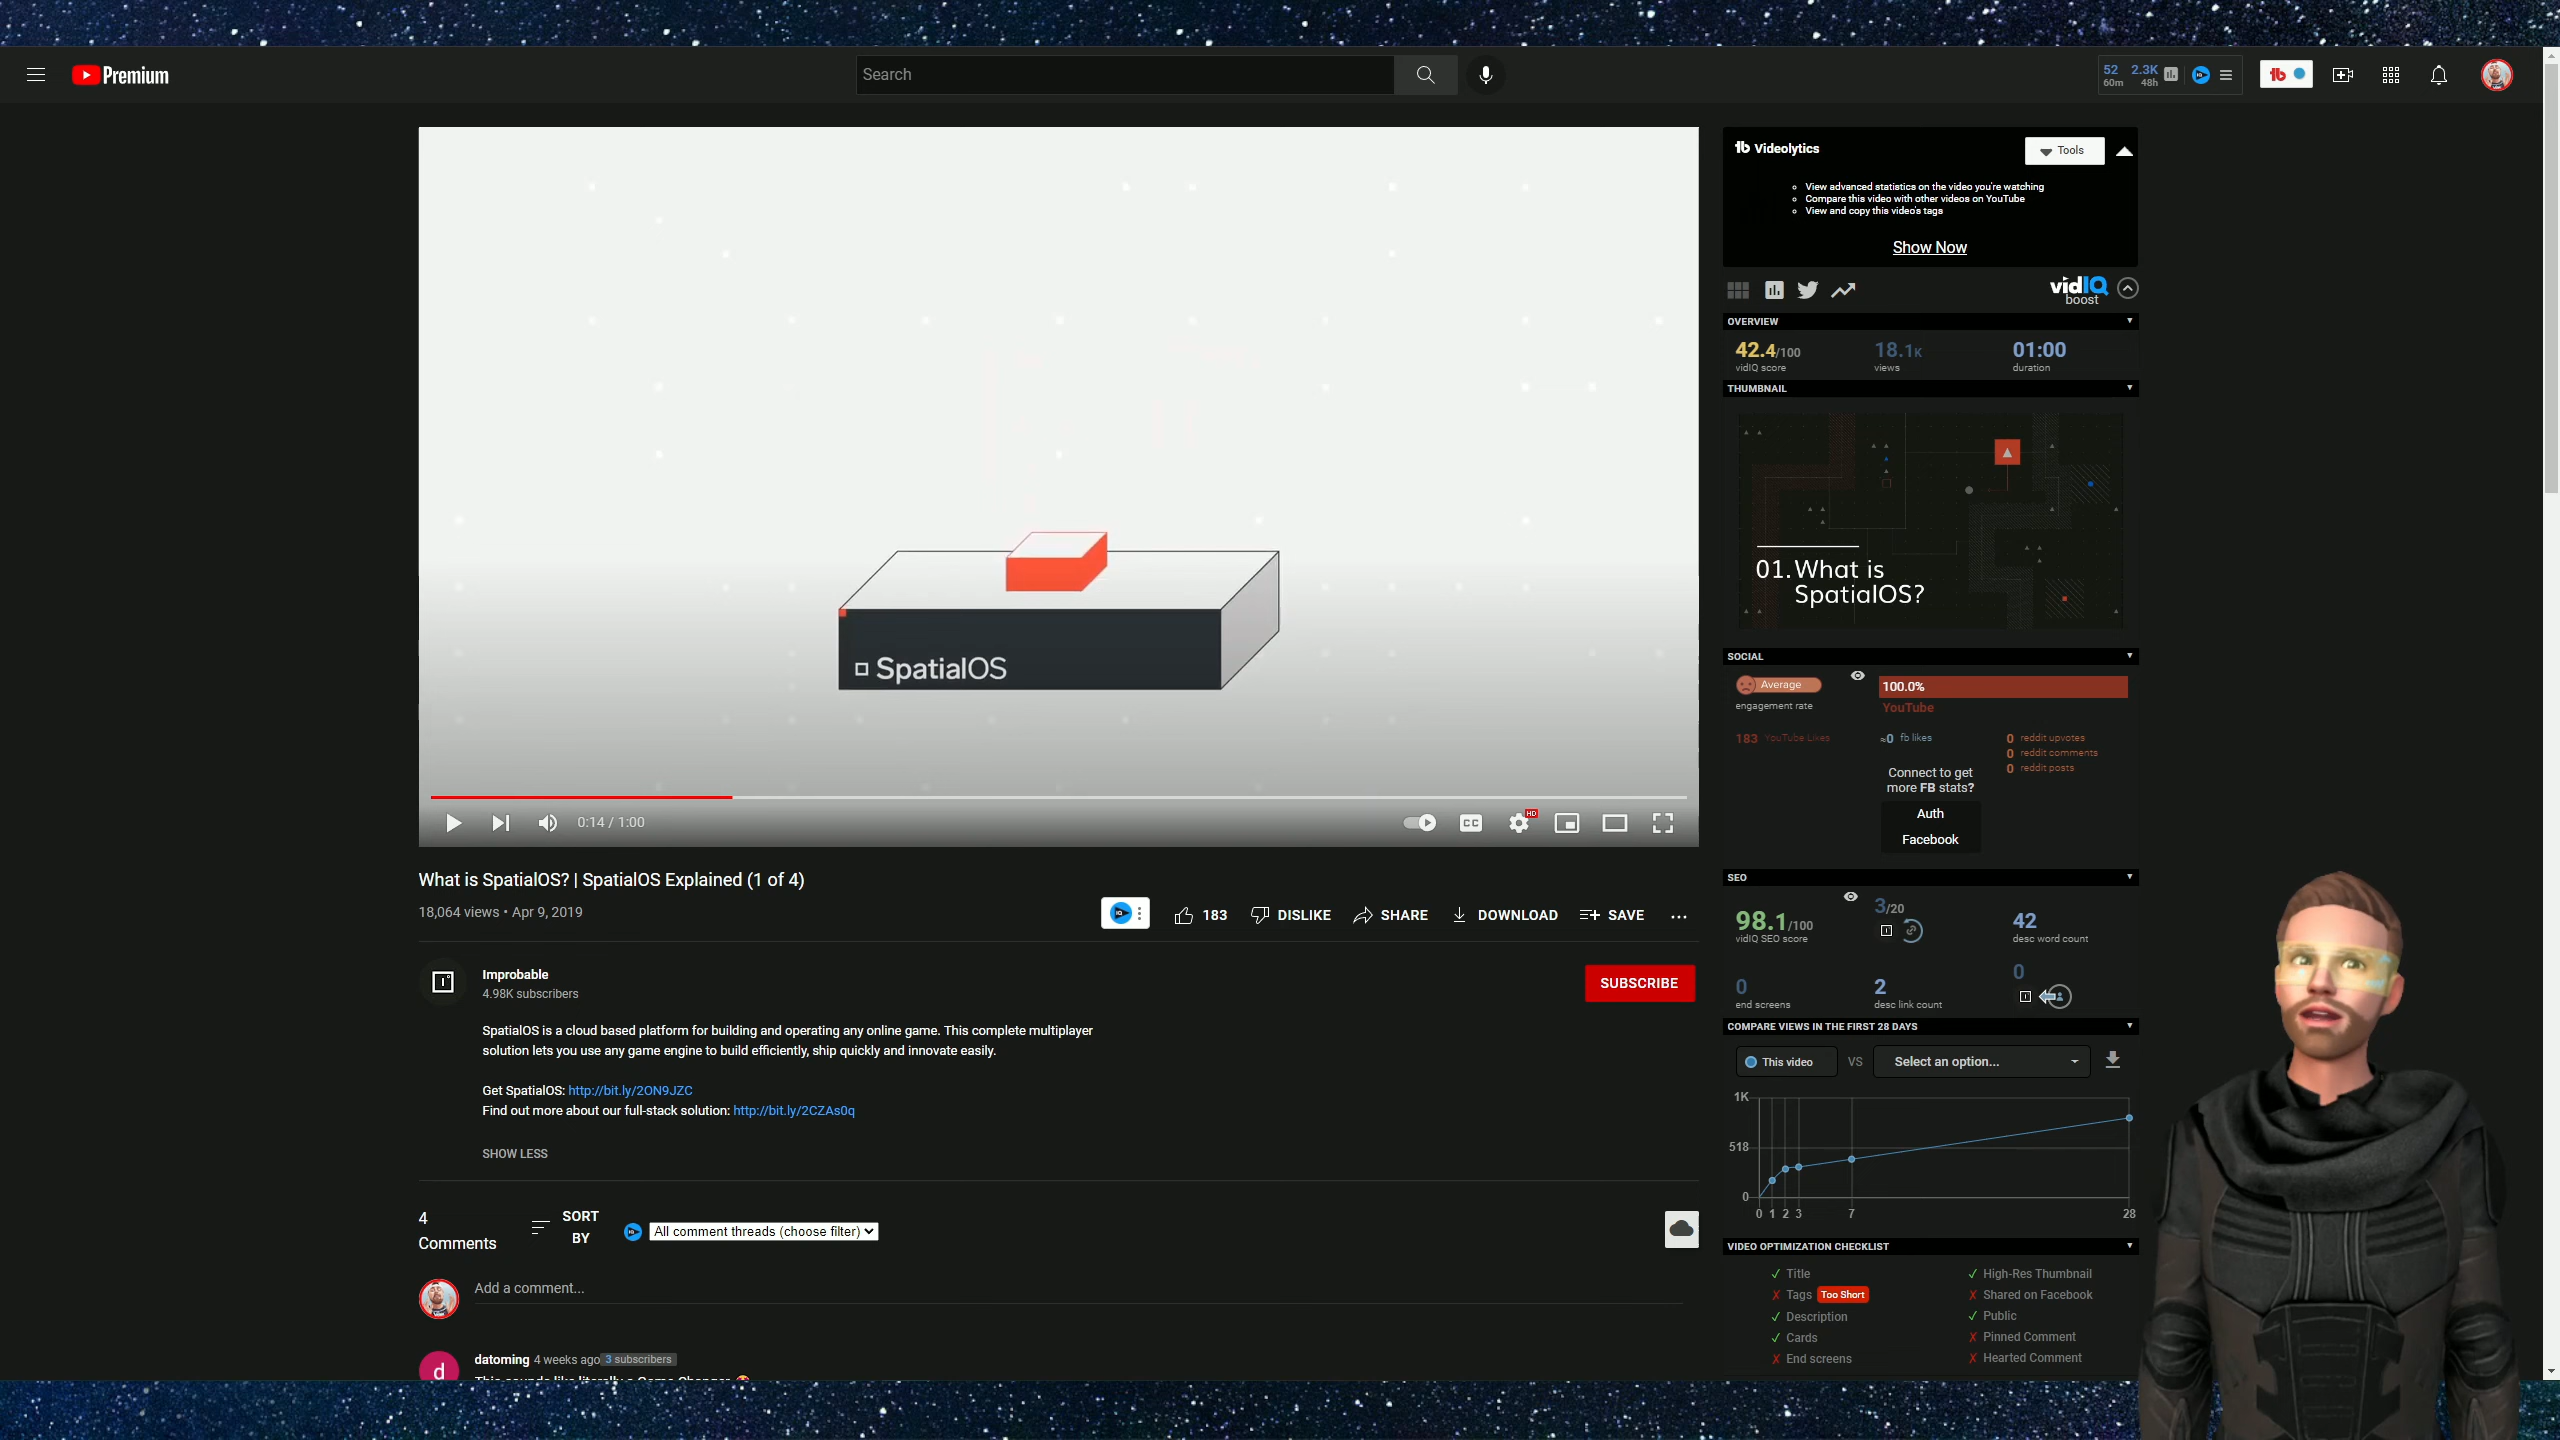 Premium
Search
52 2.3K
60m 48h
SpatialOS
0:14 / 1:00
CC
HD
What is SpatialOS? | SpatialOS Explained (1 of 4)
18,064 views • Apr 9, 2019
183 DISLIKE SHARE DOWNLOAD SAVE
Improbable
4.98K subscribers
SUBSCRIBE
SpatialOS is a cloud based platform for building and operating any online game. This complete multiplayer
solution lets you use any game engine to build efficiently, ship quickly and innovate easily.
Get SpatialOS: http://bit.ly/2ON9JZC
Find out more about our full-stack solution: http://bit.ly/2CZAs0q
SHOW LESS
4
Comments
SORT
BY
All comment threads (choose filter)
Add a comment...
d
datoming 4 weeks ago 3 subscribers
Videolytics
Tools
View advanced statistics on the video you're watching
Compare this video with other videos on YouTube
View and copy this video's tags
Show Now
vidIQ
boost
OVERVIEW
42.4/100 18.1K 01:00
vidIQ score views duration
THUMBNAIL
01. What is
SpatialOS?
SOCIAL
Average 100.0%
engagement rate YouTube
183 YouTube Likes ≈0 fb likes 0 reddit upvotes
0 reddit comments
0 reddit posts
Connect to get
more FB stats?
Auth
Facebook
SEO
98.1/100 3/20 42
vidIQ SEO score desc word count
0 2 0
end screens desc link count
COMPARE VIEWS IN THE FIRST 28 DAYS
This video VS Select an option...
1K
518
0
0 1 2 3 7 28
VIDEO OPTIMIZATION CHECKLIST
Title High-Res Thumbnail
Tags Too Short Shared on Facebook
Description Public
Cards Pinned Comment
End screens Hearted Comment